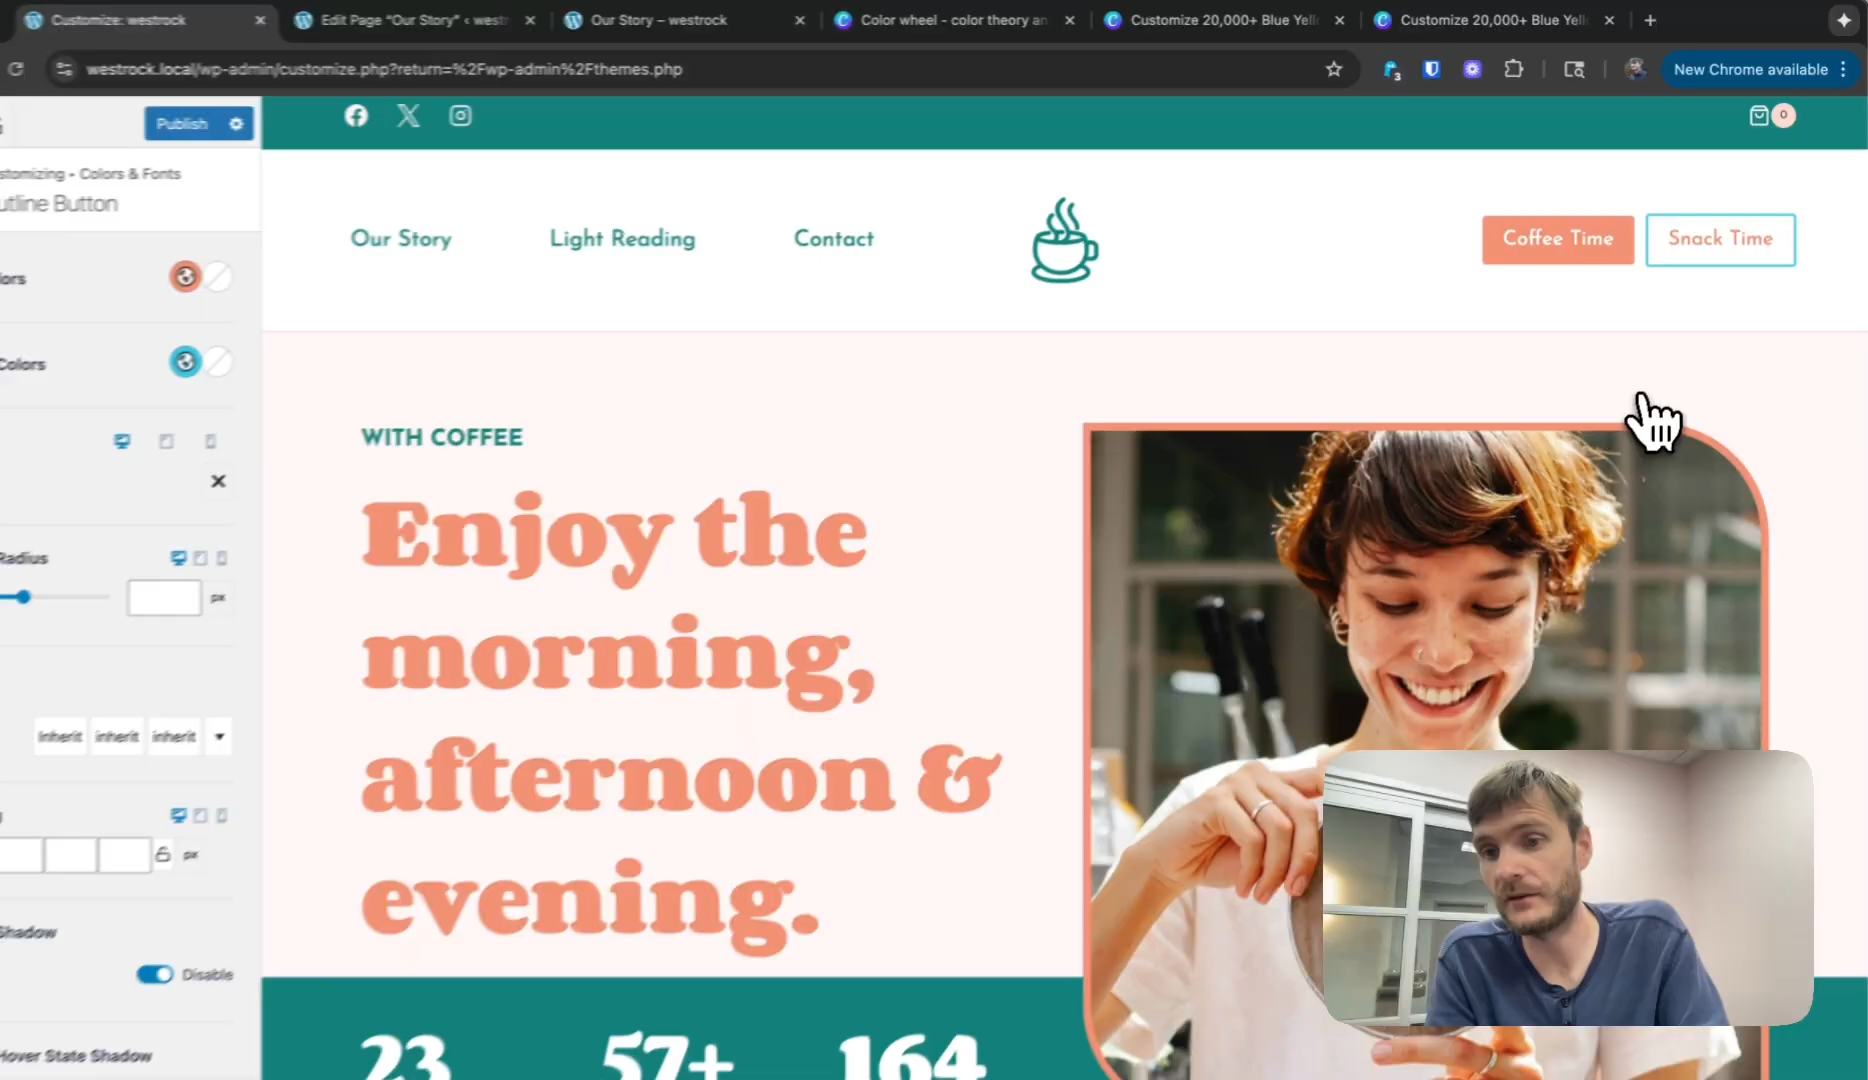 Customize: westrock
Edit Page "Our Story" ‹ westr
Our Story – westrock
Color wheel - color theory an
Customize 20,000+ Blue Yell
Customize 20,000+ Blue Yell
westrock.local/wp-admin/customize.php?return=%2Fwp-admin%2Fthemes.php
3
New Chrome available
Publish
0
stomizing ▸ Colors & Fonts
utline Button
Our Story
Light Reading
Contact
Coffee Time
Snack Time
ors
Colors
WITH COFFEE
Enjoy the
morning,
afternoon &
evening.
Radius
px
Inherit
inherit
inherit
px
Shadow
Disable
Hover State Shadow
23
57+
164